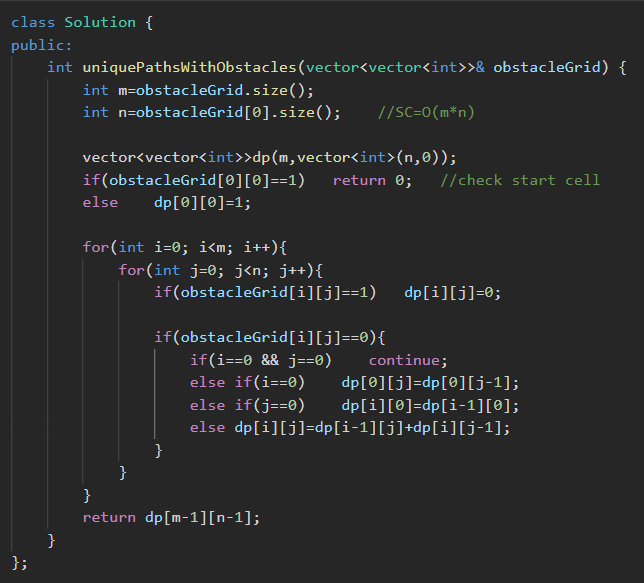 class Solution {
public:
    int uniquePathsWithObstacles(vector<vector<int>>& obstacleGrid) {
        int m=obstacleGrid.size();
        int n=obstacleGrid[0].size();    //SC=O(m*n)

        vector<vector<int>>dp(m,vector<int>(n,0));
        if(obstacleGrid[0][0]==1)   return 0;   //check start cell
        else    dp[0][0]=1;

        for(int i=0; i<m; i++){
            for(int j=0; j<n; j++){
                if(obstacleGrid[i][j]==1)   dp[i][j]=0;

                if(obstacleGrid[i][j]==0){
                    if(i==0 && j==0)    continue;
                    else if(i==0)    dp[0][j]=dp[0][j-1];
                    else if(j==0)    dp[i][0]=dp[i-1][0];
                    else dp[i][j]=dp[i-1][j]+dp[i][j-1];
                }
            }
        }
        return dp[m-1][n-1];
    }
};